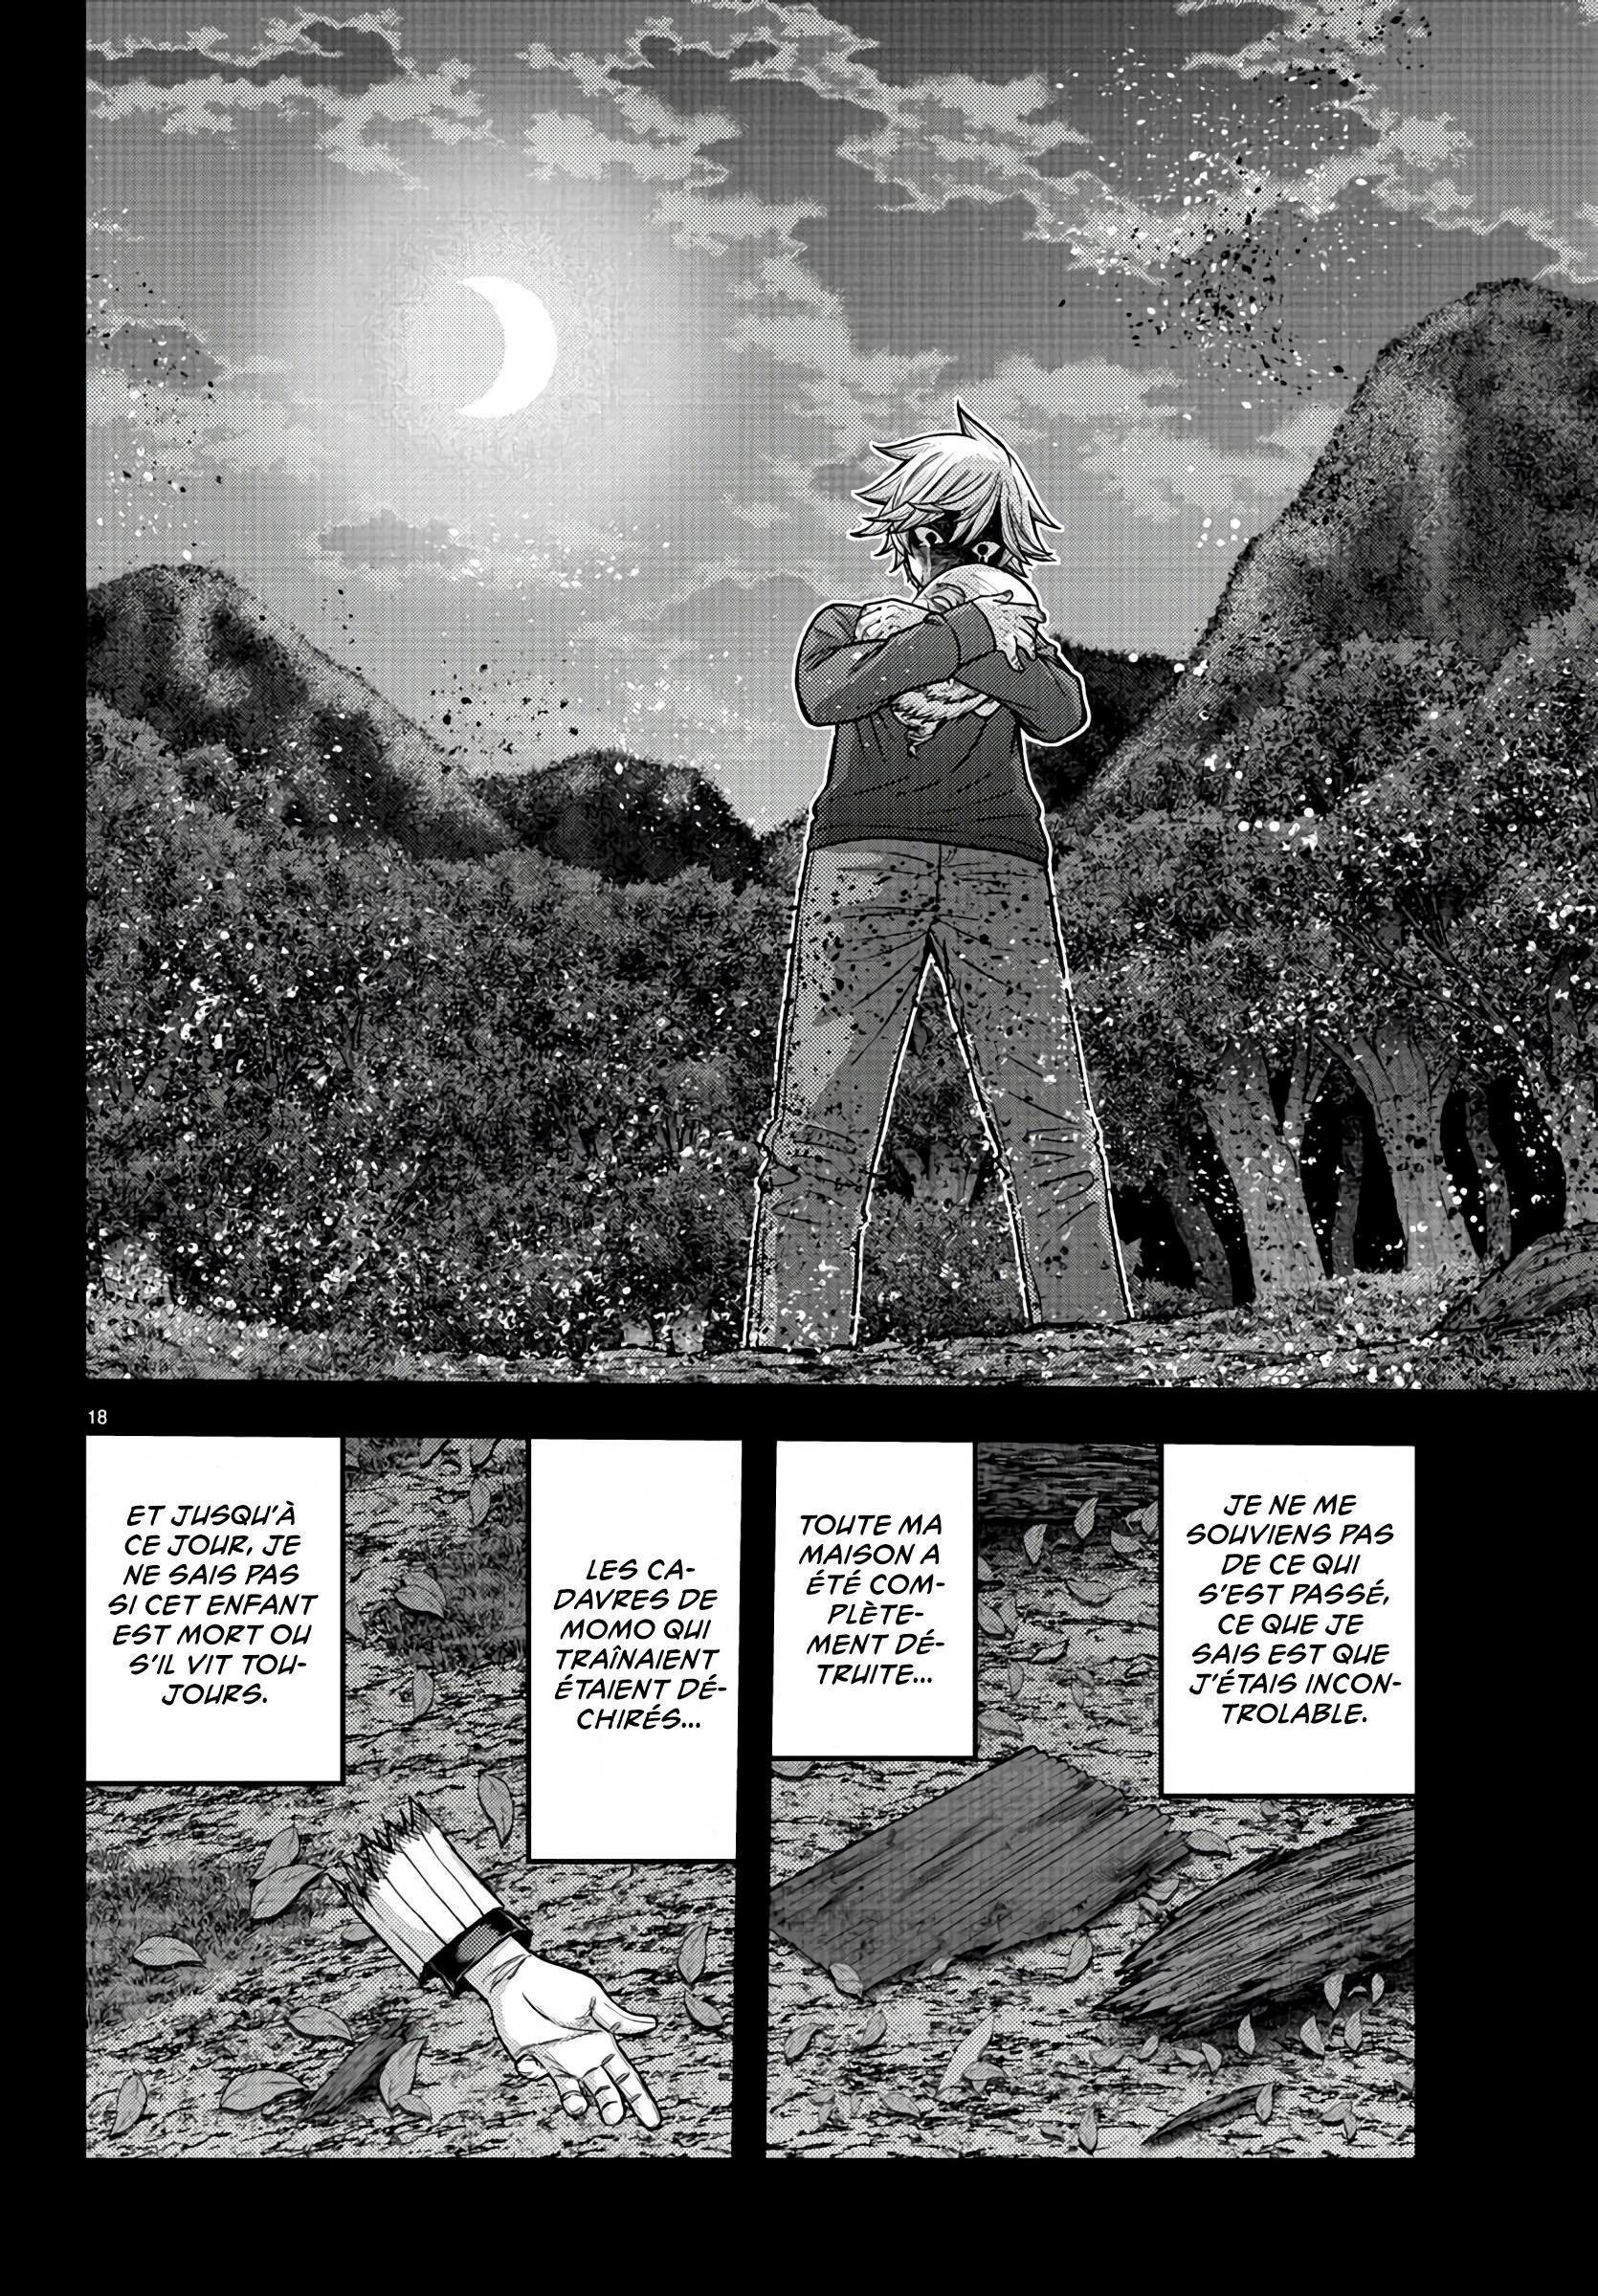 18
JE NE ME
SOUVIENS PAS
DE CE QUI
S'EST PASSÉ,
CE QUE JE
SAIS EST QUE
J'ÉTAIS INCON-
TROLABLE.
TOUTE MA
MAISON A
ÉTÉ COM-
PLÈTE-
MENT DÉ-
TRUITE...
LES CA-
DAVRES DE
MOMO QUI
TRAÎNAIENT
ÉTAIENT DÉ-
CHIRÉS...
ET JUSQU'À
CE JOUR, JE
NE SAIS PAS
SI CET ENFANT
EST MORT OU
S'IL VIT TOU-
JOURS.